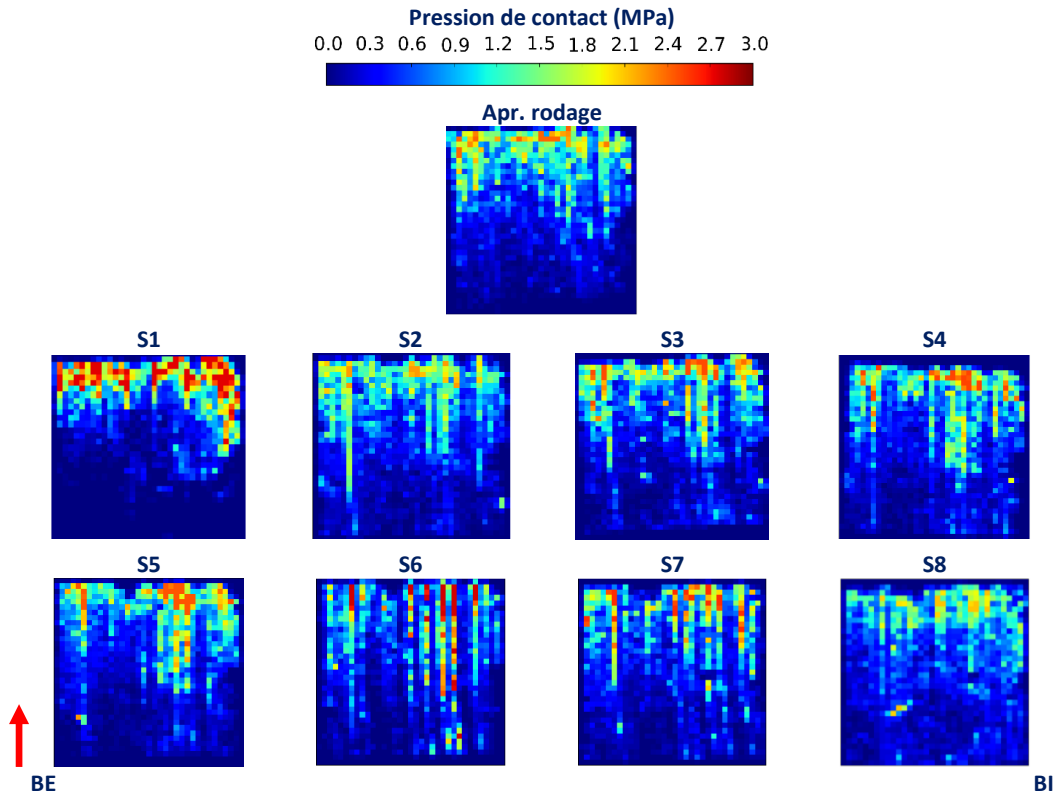 Pression de contact (MPa)
0.0 0.3 0.6 0.9 1.2 1.5 1.8 2.1 2.4 2.7 3.0
Apr. rodage
S1 S2 S3 S4
S5 S6 S7 S8
BE BI